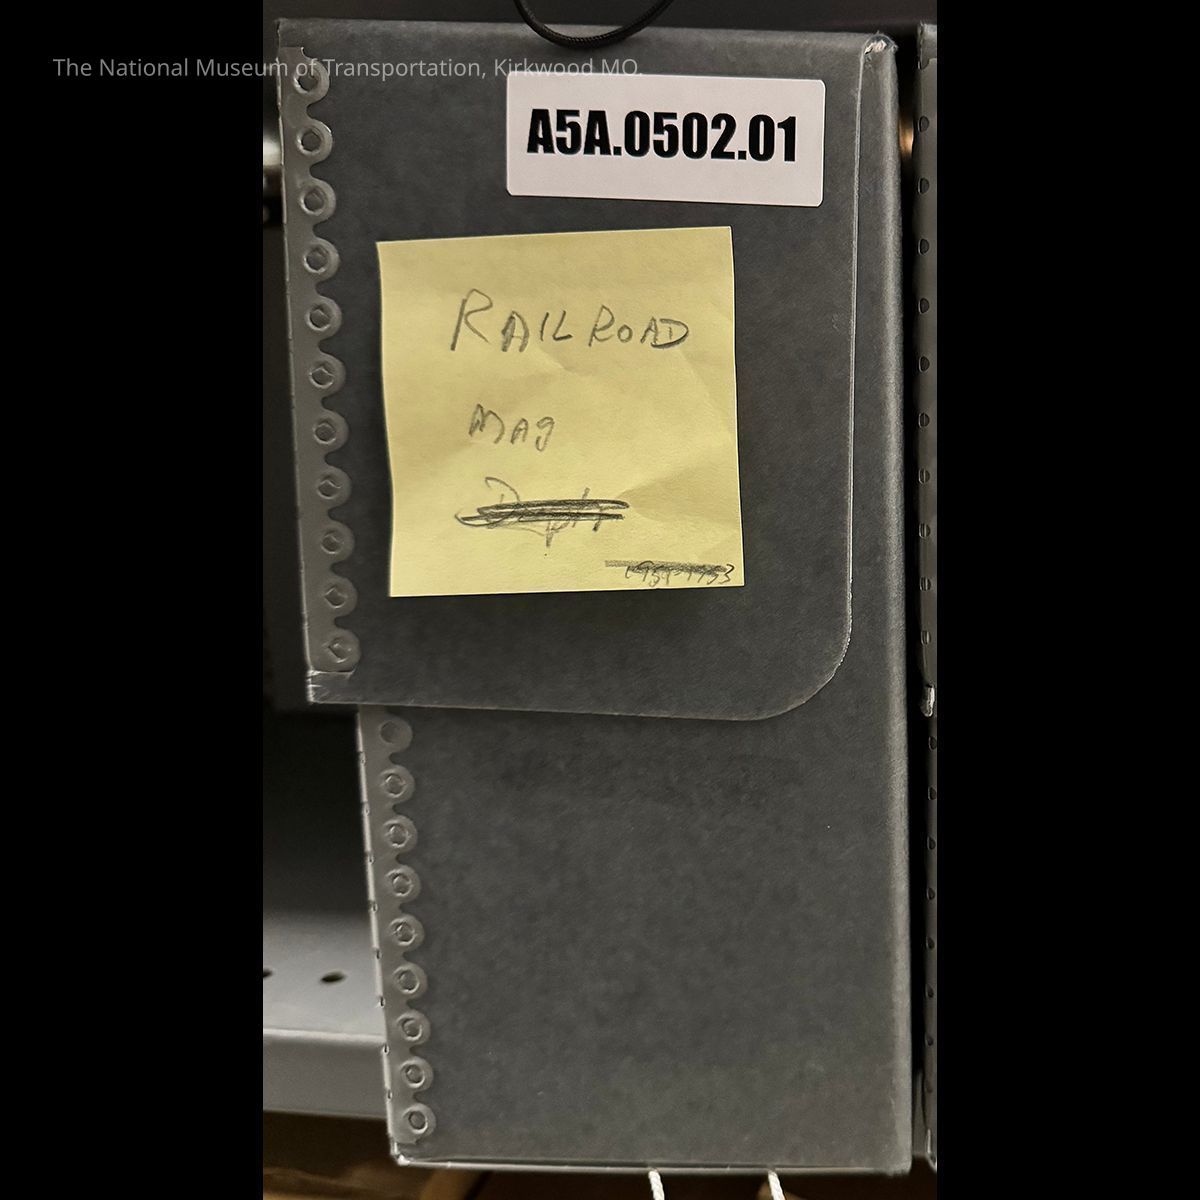 The National Museum of Transportation, Kirkwood MO.
A5A.0502.01
RAILROAD
MAg